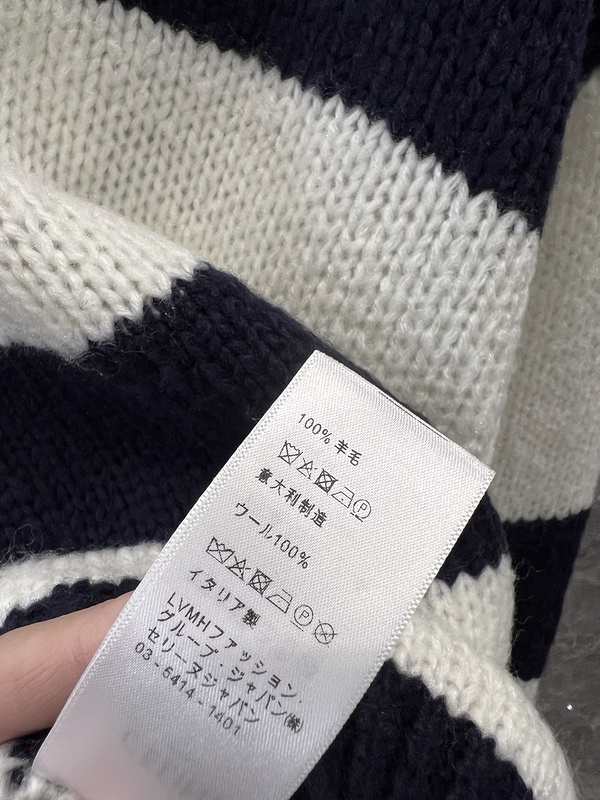 100% 羊毛
意大利制造
ウール100%
イタリア製
LVMHファッション・
グループ・ジャパン(株)
セリーヌジャパン
03-5414-1401